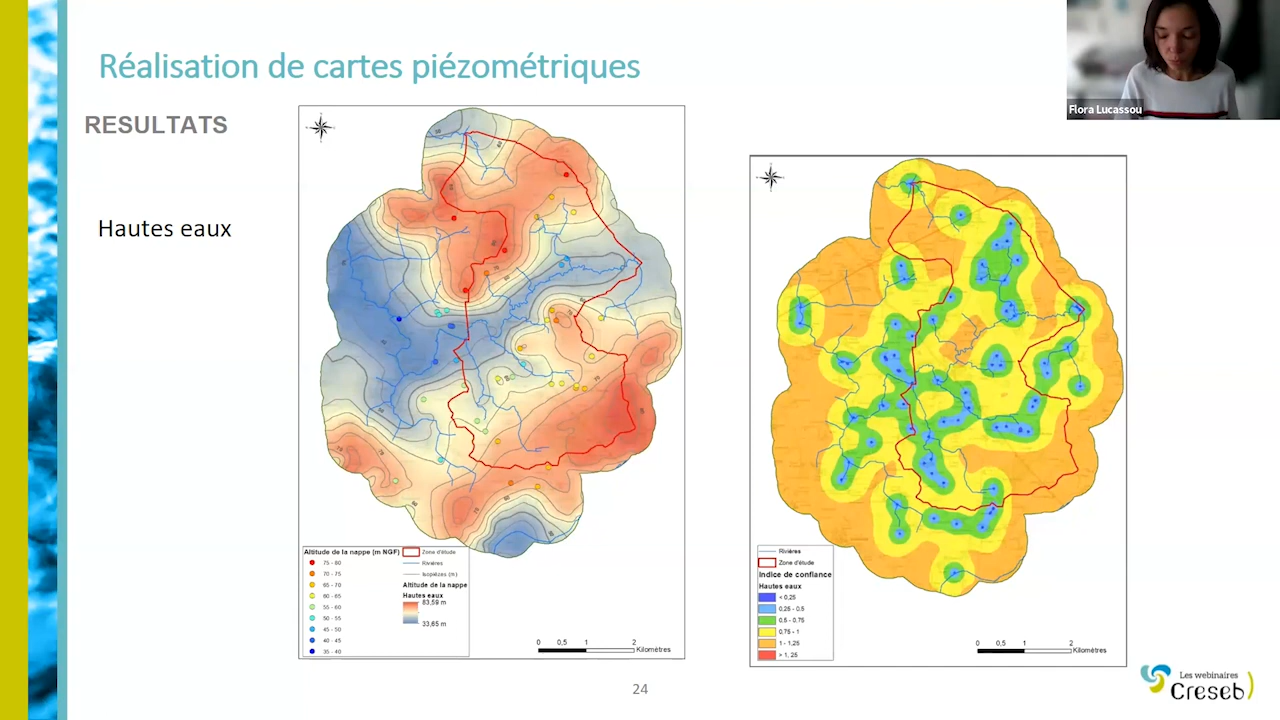 Réalisation de cartes piézométriques
RESULTATS
Hautes eaux
Flora Lucassou
Altitude de la nappe (m NGF)
75 - 80
70 - 75
65 - 70
60 - 65
55 - 60
50 - 55
45 - 50
40 - 45
35 - 40
Zone d'étude
Rivières
Isopièzes (m)
Altitude de la nappe
Hautes eaux
83,59 m
33,65 m
0 0,5 1 2
Kilomètres
Rivières
Zone d'étude
Indice de confiance
Hautes eaux
< 0,25
0,25 - 0,5
0,5 - 0,75
0,75 - 1
1 - 1,25
> 1, 25
0 0,5 1 2
Kilomètres
24
Les webinaires
Creseb